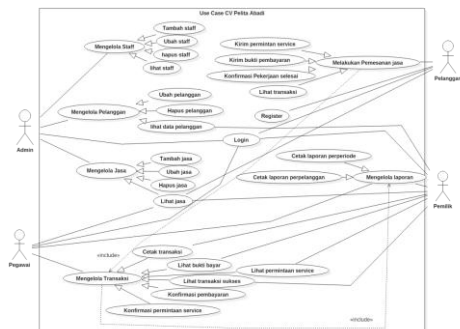 Use Case CV Pelita Abadi
Tambah staff
Ubah staff
hapus staff
lihat staff
Mengelola Staff
Kirim permintan service
Kirim bukti pembayaran
Konfirmasi Pekerjaan selesai
Lihat transaksi
Melakukan Pemesanan jasa
Pelanggan
Register
Ubah pelanggan
Hapus pelanggan
lihat data pelanggan
Mengelola Pelanggan
Admin
Login
Tambah jasa
Ubah jasa
Hapus jasa
Lihat jasa
Mengelola Jasa
Cetak laporan perperiode
Cetak laporan perpelanggan
Mengelola laporan
Pemilik
Pegawai
Cetak transaksi
Lihat bukti bayar
Lihat permintaan service
Lihat transaksi sukses
Konfirmasi pembayaran
Konfirmasi permintaan service
Mengelola Transaksi
«include»
«include»